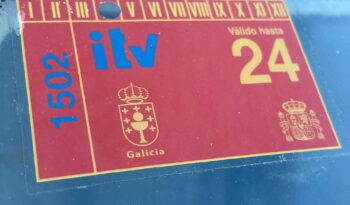 I II III V VI VII VIII IX X XI XII
1502
itv
Válido hasta
24
Galicia